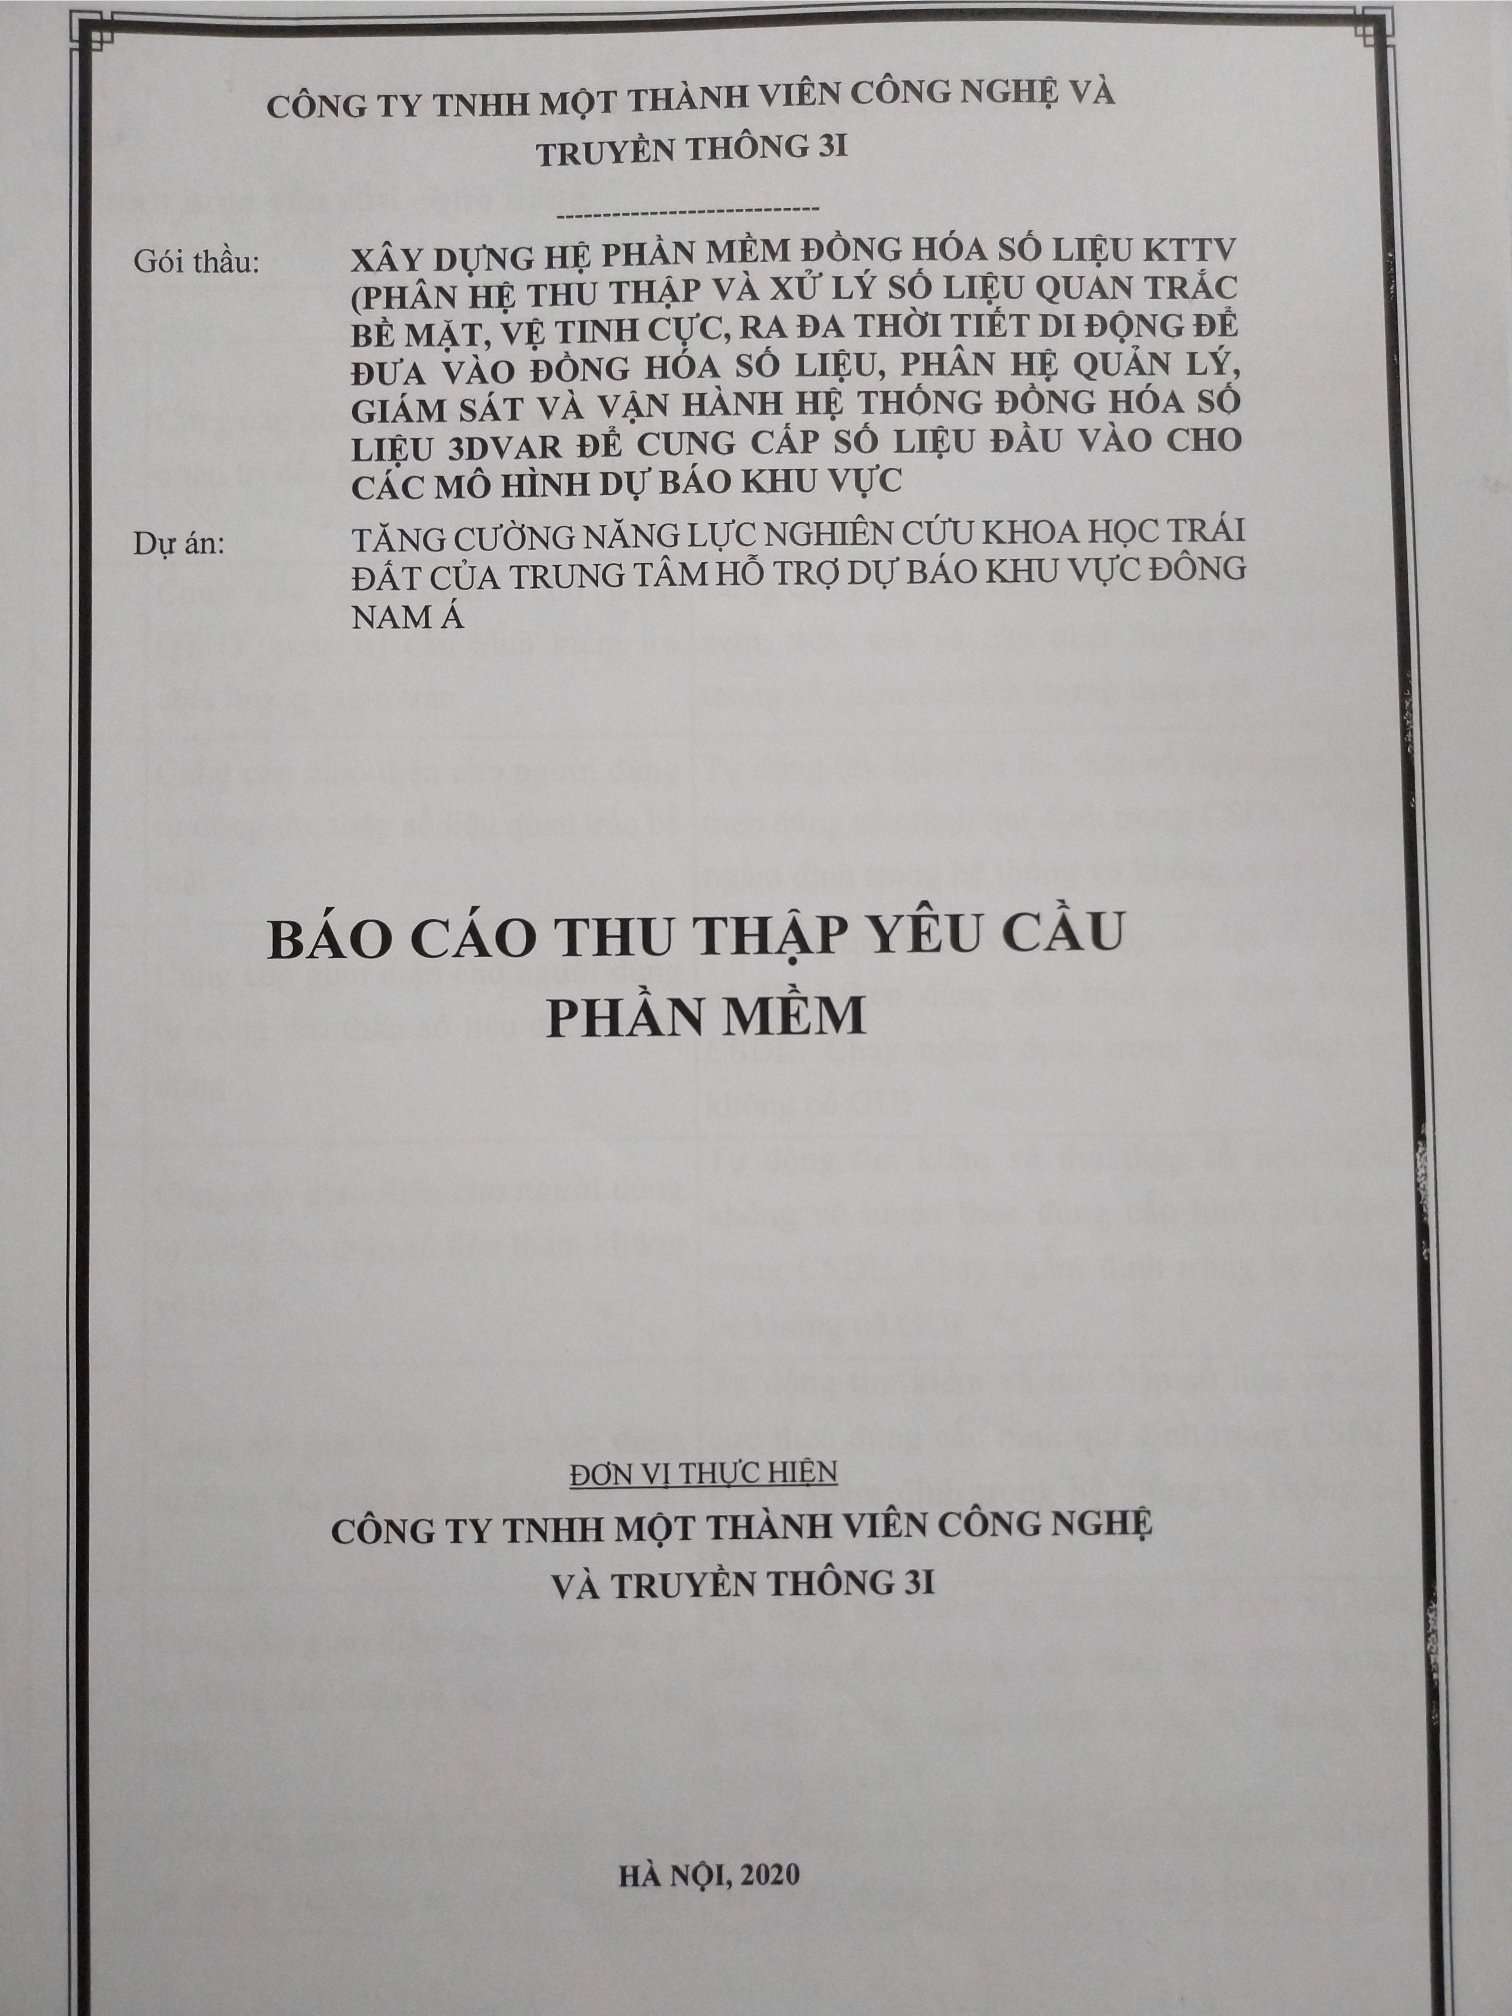 CÔNG TY TNHH MỘT THÀNH VIÊN CÔNG NGHỆ VÀ
TRUYỀN THÔNG 3I
----------------------------
Gói thầu: XÂY DỰNG HỆ PHẦN MỀM ĐỒNG HÓA SỐ LIỆU KTTV
(PHÂN HỆ THU THẬP VÀ XỬ LÝ SỐ LIỆU QUAN TRẮC
BỀ MẶT, VỆ TINH CỰC, RA ĐA THỜI TIẾT DI ĐỘNG ĐỂ
ĐƯA VÀO ĐỒNG HÓA SỐ LIỆU, PHÂN HỆ QUẢN LÝ,
GIÁM SÁT VÀ VẬN HÀNH HỆ THỐNG ĐỒNG HÓA SỐ
LIỆU 3DVAR ĐỂ CUNG CẤP SỐ LIỆU ĐẦU VÀO CHO
CÁC MÔ HÌNH DỰ BÁO KHU VỰC
Dự án: TĂNG CƯỜNG NĂNG LỰC NGHIÊN CỨU KHOA HỌC TRÁI
ĐẤT CỦA TRUNG TÂM HỖ TRỢ DỰ BÁO KHU VỰC ĐÔNG
NAM Á
BÁO CÁO THU THẬP YÊU CẦU
PHẦN MỀM
ĐƠN VỊ THỰC HIỆN
CÔNG TY TNHH MỘT THÀNH VIÊN CÔNG NGHỆ
VÀ TRUYỀN THÔNG 3I
HÀ NỘI, 2020